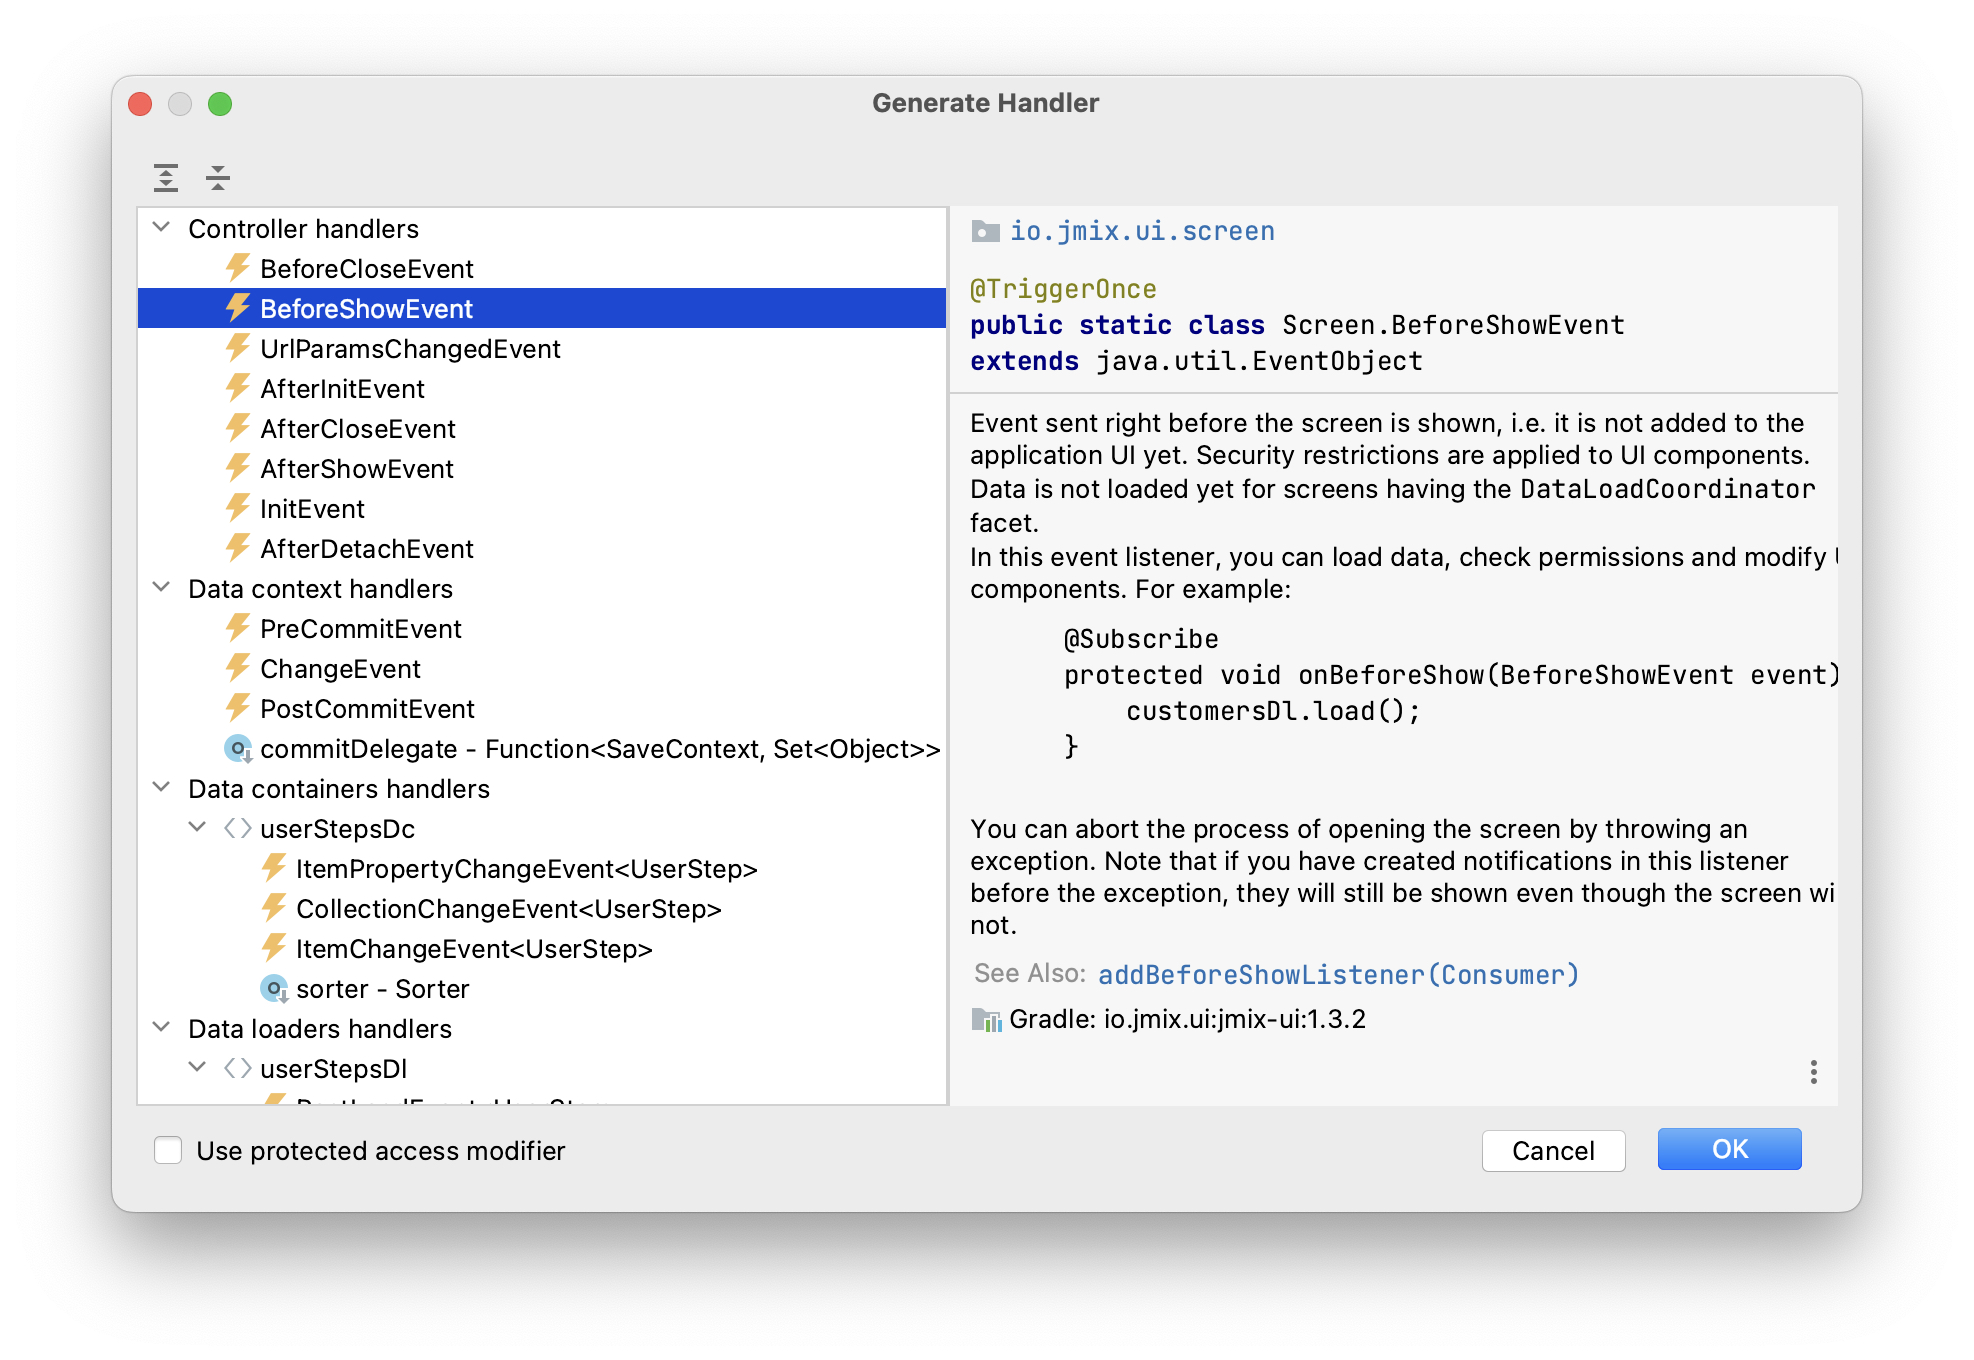 Generate Handler
Controller handlers
BeforeCloseEvent
BeforeShowEvent
UrlParamsChangedEvent
AfterInitEvent
AfterCloseEvent
AfterShowEvent
InitEvent
AfterDetachEvent
Data context handlers
PreCommitEvent
ChangeEvent
PostCommitEvent
commitDelegate - Function<SaveContext, Set<Object>>
Data containers handlers
userStepsDc
ItemPropertyChangeEvent<UserStep>
CollectionChangeEvent<UserStep>
ItemChangeEvent<UserStep>
sorter - Sorter
Data loaders handlers
userStepsDl
io.jmix.ui.screen
@TriggerOnce
public static class Screen.BeforeShowEvent
extends java.util.EventObject
Event sent right before the screen is shown, i.e. it is not added to the
application UI yet. Security restrictions are applied to UI components.
Data is not loaded yet for screens having the DataLoadCoordinator
facet.
In this event listener, you can load data, check permissions and modify
components. For example:
@Subscribe
protected void onBeforeShow(BeforeShowEvent event)
customersDl.load();
}
You can abort the process of opening the screen by throwing an
exception. Note that if you have created notifications in this listener
before the exception, they will still be shown even though the screen wi
not.
See Also: addBeforeShowListener(Consumer)
Gradle: io.jmix.ui:jmix-ui:1.3.2
Use protected access modifier
Cancel
OK